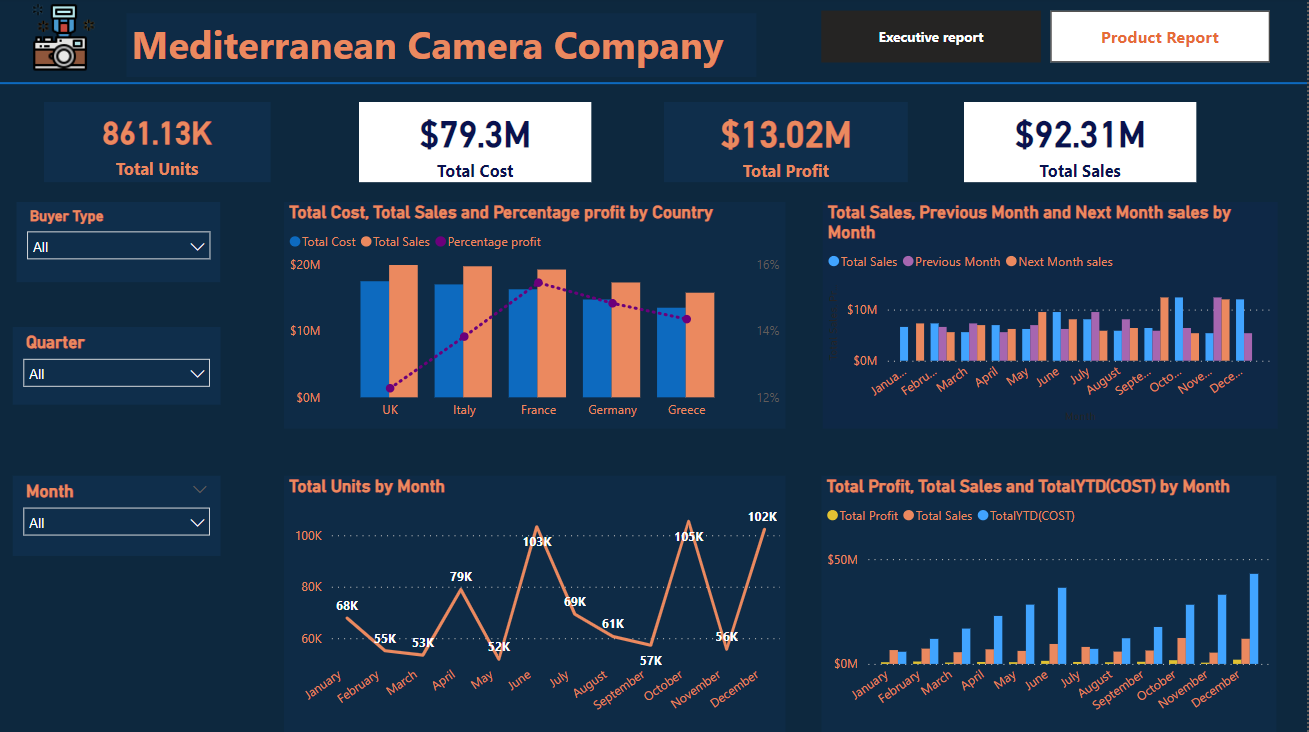 Mediterranean Camera Company
Executive report
Product Report
861.13K
Total Units
$79.3M
Total Cost
$13.02M
Total Profit
$92.31M
Total Sales
Buyer Type
All
Quarter
All
Month
All
Total Cost, Total Sales and Percentage profit by Country
Total Cost Total Sales Percentage profit
$20M
$10M
$0M
16%
14%
12%
UK Italy France Germany Greece
Total Sales, Previous Month and Next Month sales by
Month
Total Sales Previous Month Next Month sales
$10M
$0M
Janua... Febru... March April May June July August Septe... Octo... Nove... Dece...
Total Units by Month
100K
80K
60K
68K 55K 53K 79K 52K 103K 69K 61K 57K 105K 56K 102K
January February March April May June July August September October November December
Total Profit, Total Sales and TotalYTD(COST) by Month
Total Profit Total Sales TotalYTD(COST)
$50M
$0M
January February March April May June July August September October November December